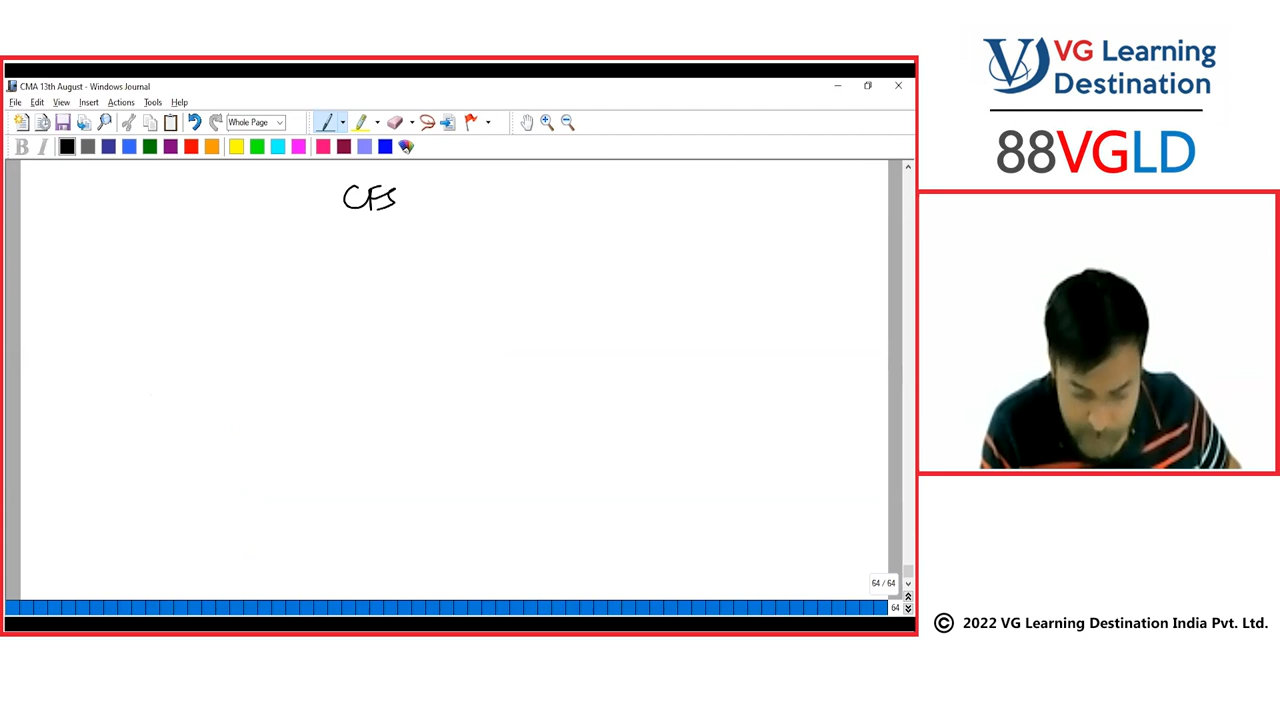 VG Learning
Destination
88VGLD
CMA 13th August - Windows Journal
File Edit View Insert Actions Tools Help
Whole Page
B I
CFS
64 / 64
64
© 2022 VG Learning Destination India Pvt. Ltd.